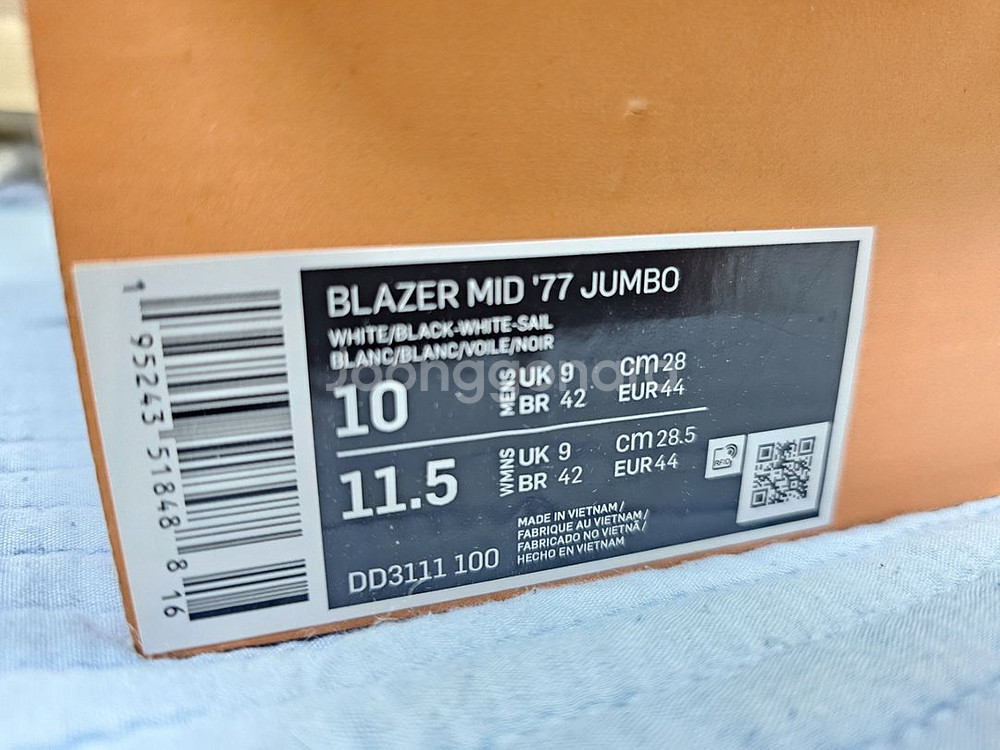 BLAZER MID '77 JUMBO
WHITE/BLACK-WHITE-SAIL
BLANC/BLANC/VOILE/NOIR
10 MENS UK 9 cm 28
BR 42 EUR 44
11.5 WMNS UK 9 cm 28.5
BR 42 EUR 44
RFID
MADE IN VIETNAM /
FABRIQUE AU VIETNAM /
FABRICADO NO VIETNÃ /
HECHO EN VIETNAM
DD3111 100
1 95243 51848 8 16
Joonggonara